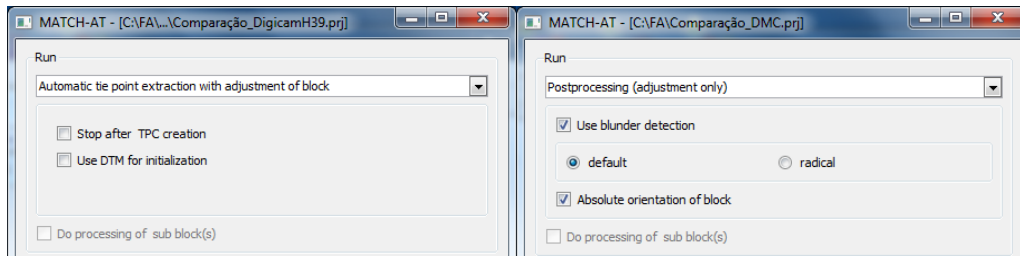 MATCH-AT - [C:\FA\...\Comparação_DigicamH39.prj]
Run
Automatic tie point extraction with adjustment of block
Stop after TPC creation
Use DTM for initialization
Do processing of sub block(s)
MATCH-AT - [C:\FA\Comparação_DMC.prj]
Run
Postprocessing (adjustment only)
Use blunder detection
default
radical
Absolute orientation of block
Do processing of sub block(s)